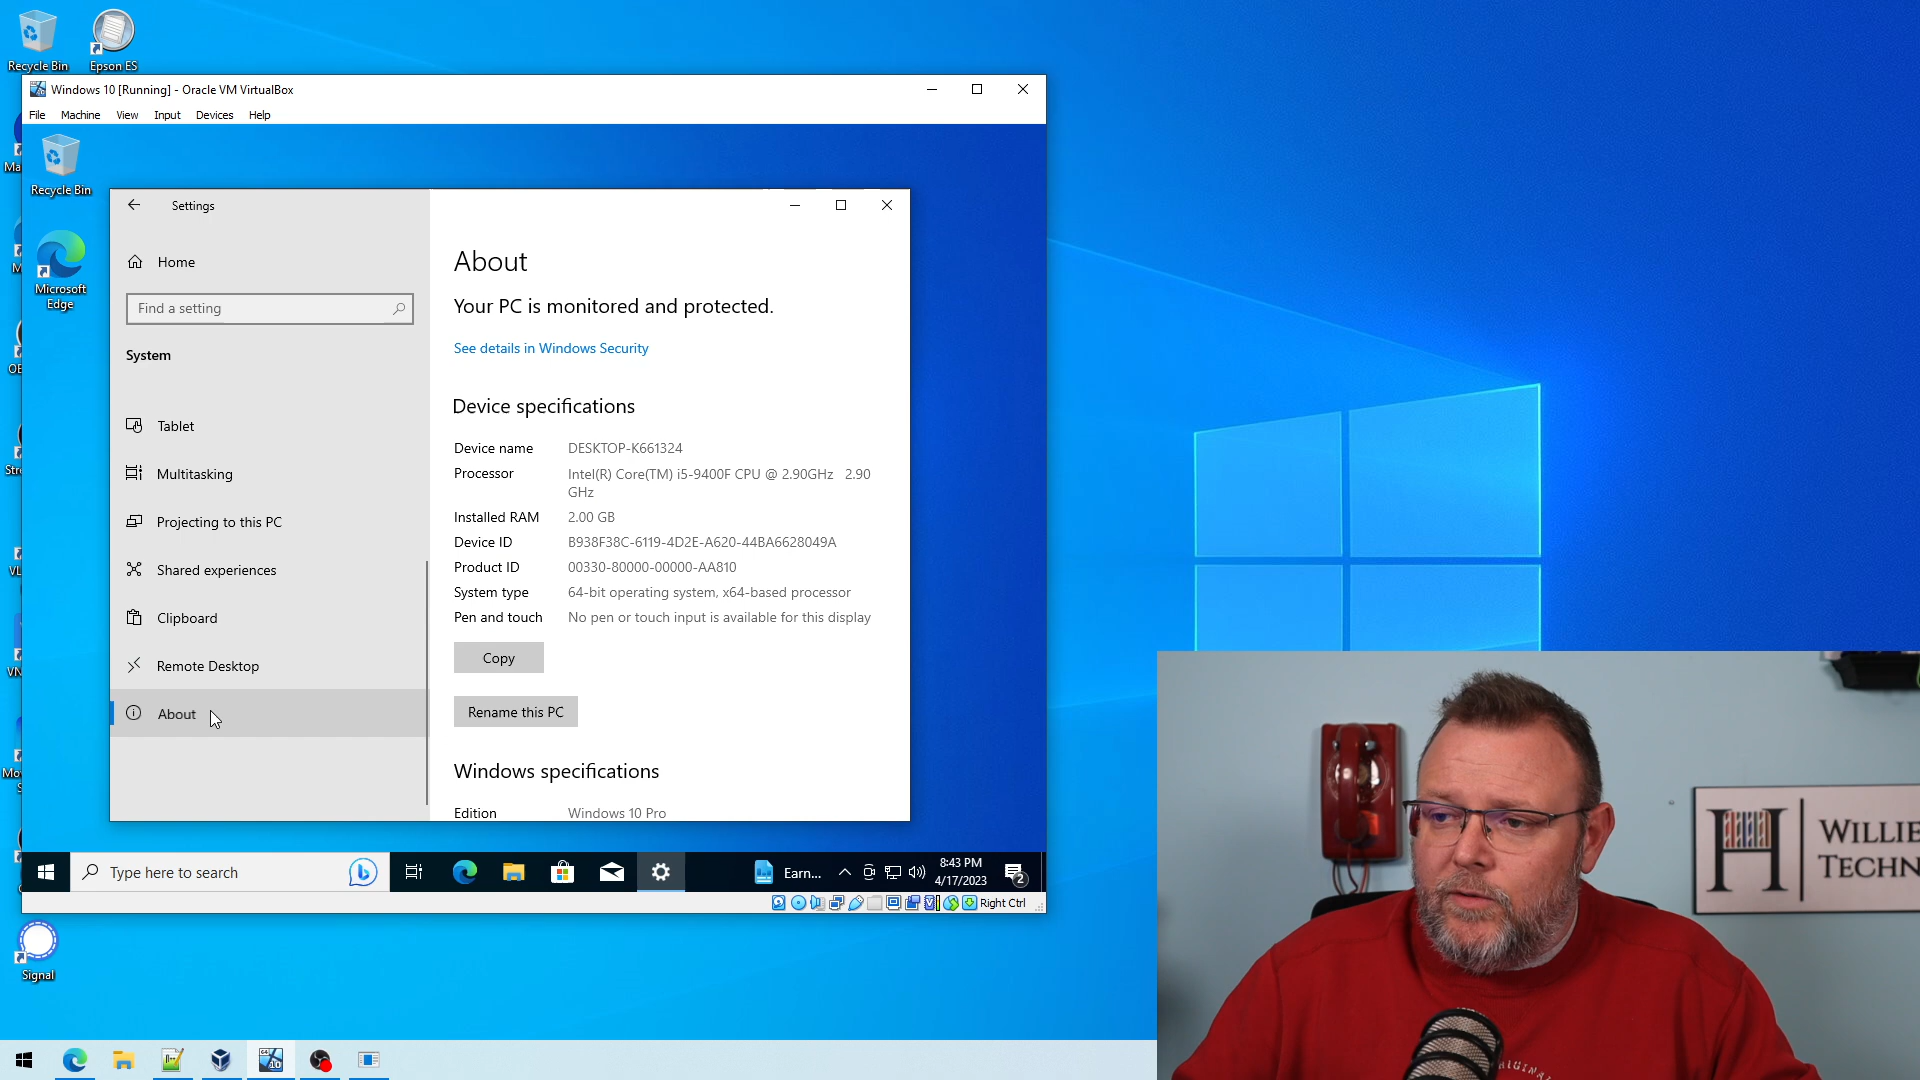 Recycle Bin
Epson ES
Windows 10 [Running] - Oracle VM VirtualBox
File Machine View Input Devices Help
Recycle Bin
Microsoft
Edge
Settings
Home
Find a setting
System
Tablet
Multitasking
Projecting to this PC
Shared experiences
Clipboard
Remote Desktop
About
About
Your PC is monitored and protected.
See details in Windows Security
Device specifications
Device name DESKTOP-K661324
Processor Intel(R) Core(TM) i5-9400F CPU @ 2.90GHz 2.90
GHz
Installed RAM 2.00 GB
Device ID B938F38C-6119-4D2E-A620-44BA6628049A
Product ID 00330-80000-00000-AA810
System type 64-bit operating system, x64-based processor
Pen and touch No pen or touch input is available for this display
Copy
Rename this PC
Windows specifications
Edition Windows 10 Pro
Type here to search
Earn...
8:43 PM
4/17/2023
2
Right Ctrl
Signal
H WILLIE
TECHN